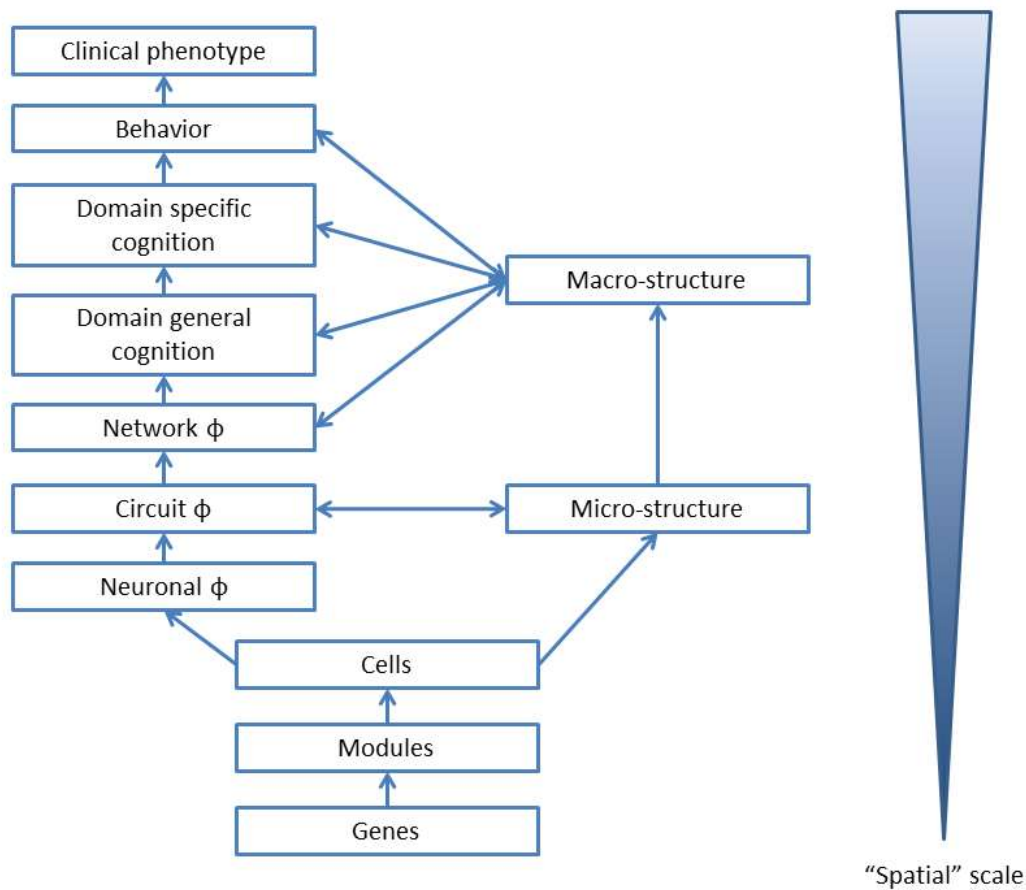 Clinical phenotype
Behavior
Domain specific
cognition
Domain general
cognition
Network ϕ
Circuit ϕ
Neuronal ϕ
Macro-structure
Micro-structure
Cells
Modules
Genes
“Spatial” scale